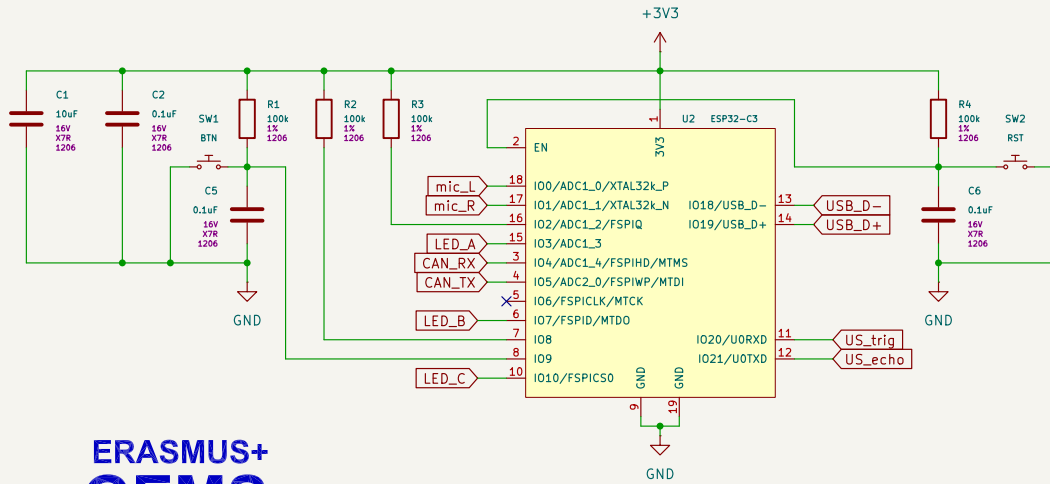 +3V3
C1
10uF
16V
X7R
1206
C2
0.1uF
16V
X7R
1206
SW1
BTN
R1
100k
1%
1206
R2
100k
1%
1206
R3
100k
1%
1206
C5
0.1uF
16V
X7R
1206
GND
U2 ESP32-C3
1
3V3
2 EN
mic_L 18 IO0/ADC1_0/XTAL32k_P
mic_R 17 IO1/ADC1_1/XTAL32k_N
16 IO2/ADC1_2/FSPIQ
LED_A 15 IO3/ADC1_3
CAN_RX 3 IO4/ADC1_4/FSPIHD/MTMS
CAN_TX 4 IO5/ADC2_0/FSPIWP/MTDI
5 IO6/FSPICLK/MTCK
LED_B 6 IO7/FSPID/MTDO
7 IO8
8 IO9
LED_C 10 IO10/FSPICS0
IO18/USB_D- 13 USB_D-
IO19/USB_D+ 14 USB_D+
IO20/U0RXD 11 US_trig
IO21/U0TXD 12 US_echo
GND
9
GND
19
GND
R4
100k
1%
1206
SW2
RST
C6
0.1uF
16V
X7R
1206
GND
ERASMUS+